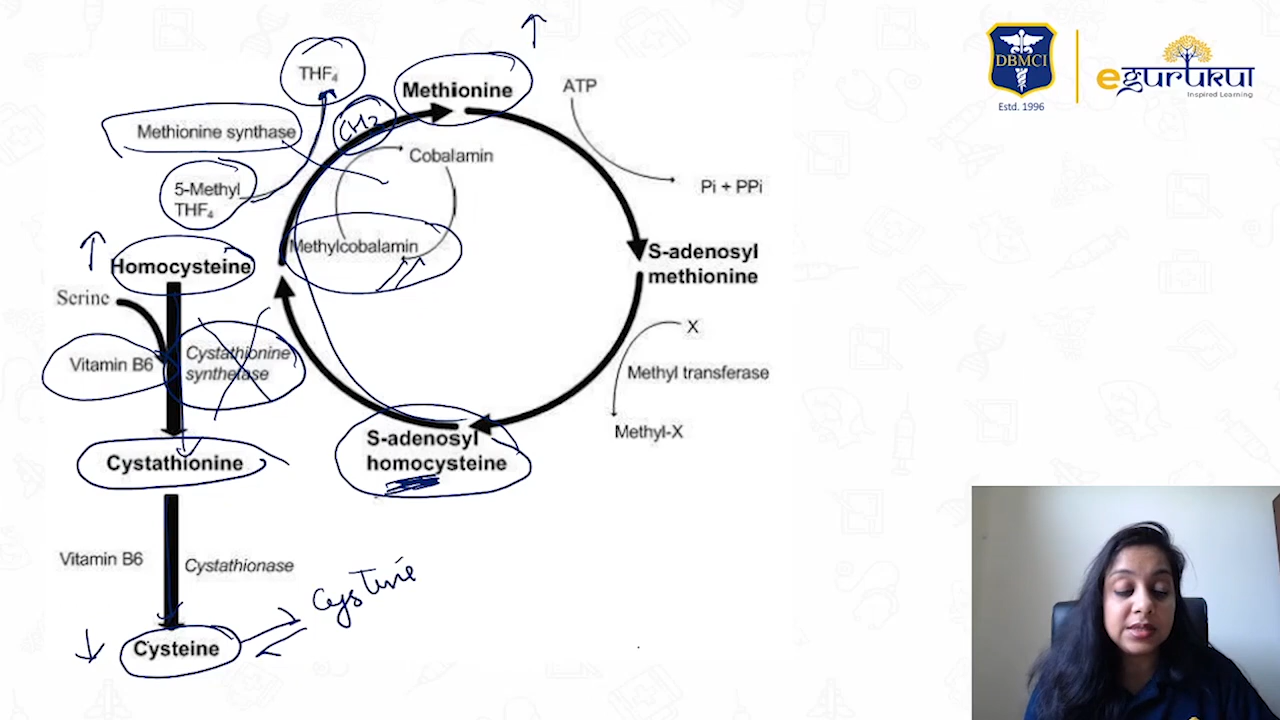 THF4
Methionine
ATP
Methionine synthase
CH3
Cobalamin
5-Methyl
THF4
Pi + PPi
Methylcobalamin
Homocysteine
S-adenosyl
methionine
Serine
X
Vitamin B6
Cystathionine
synthetase
Methyl transferase
Methyl-X
S-adenosyl
homocysteine
Cystathionine
Vitamin B6
Cystathionase
Cystine
Cysteine
DBMCI
Estd. 1996
eGurukul
Inspired Learning